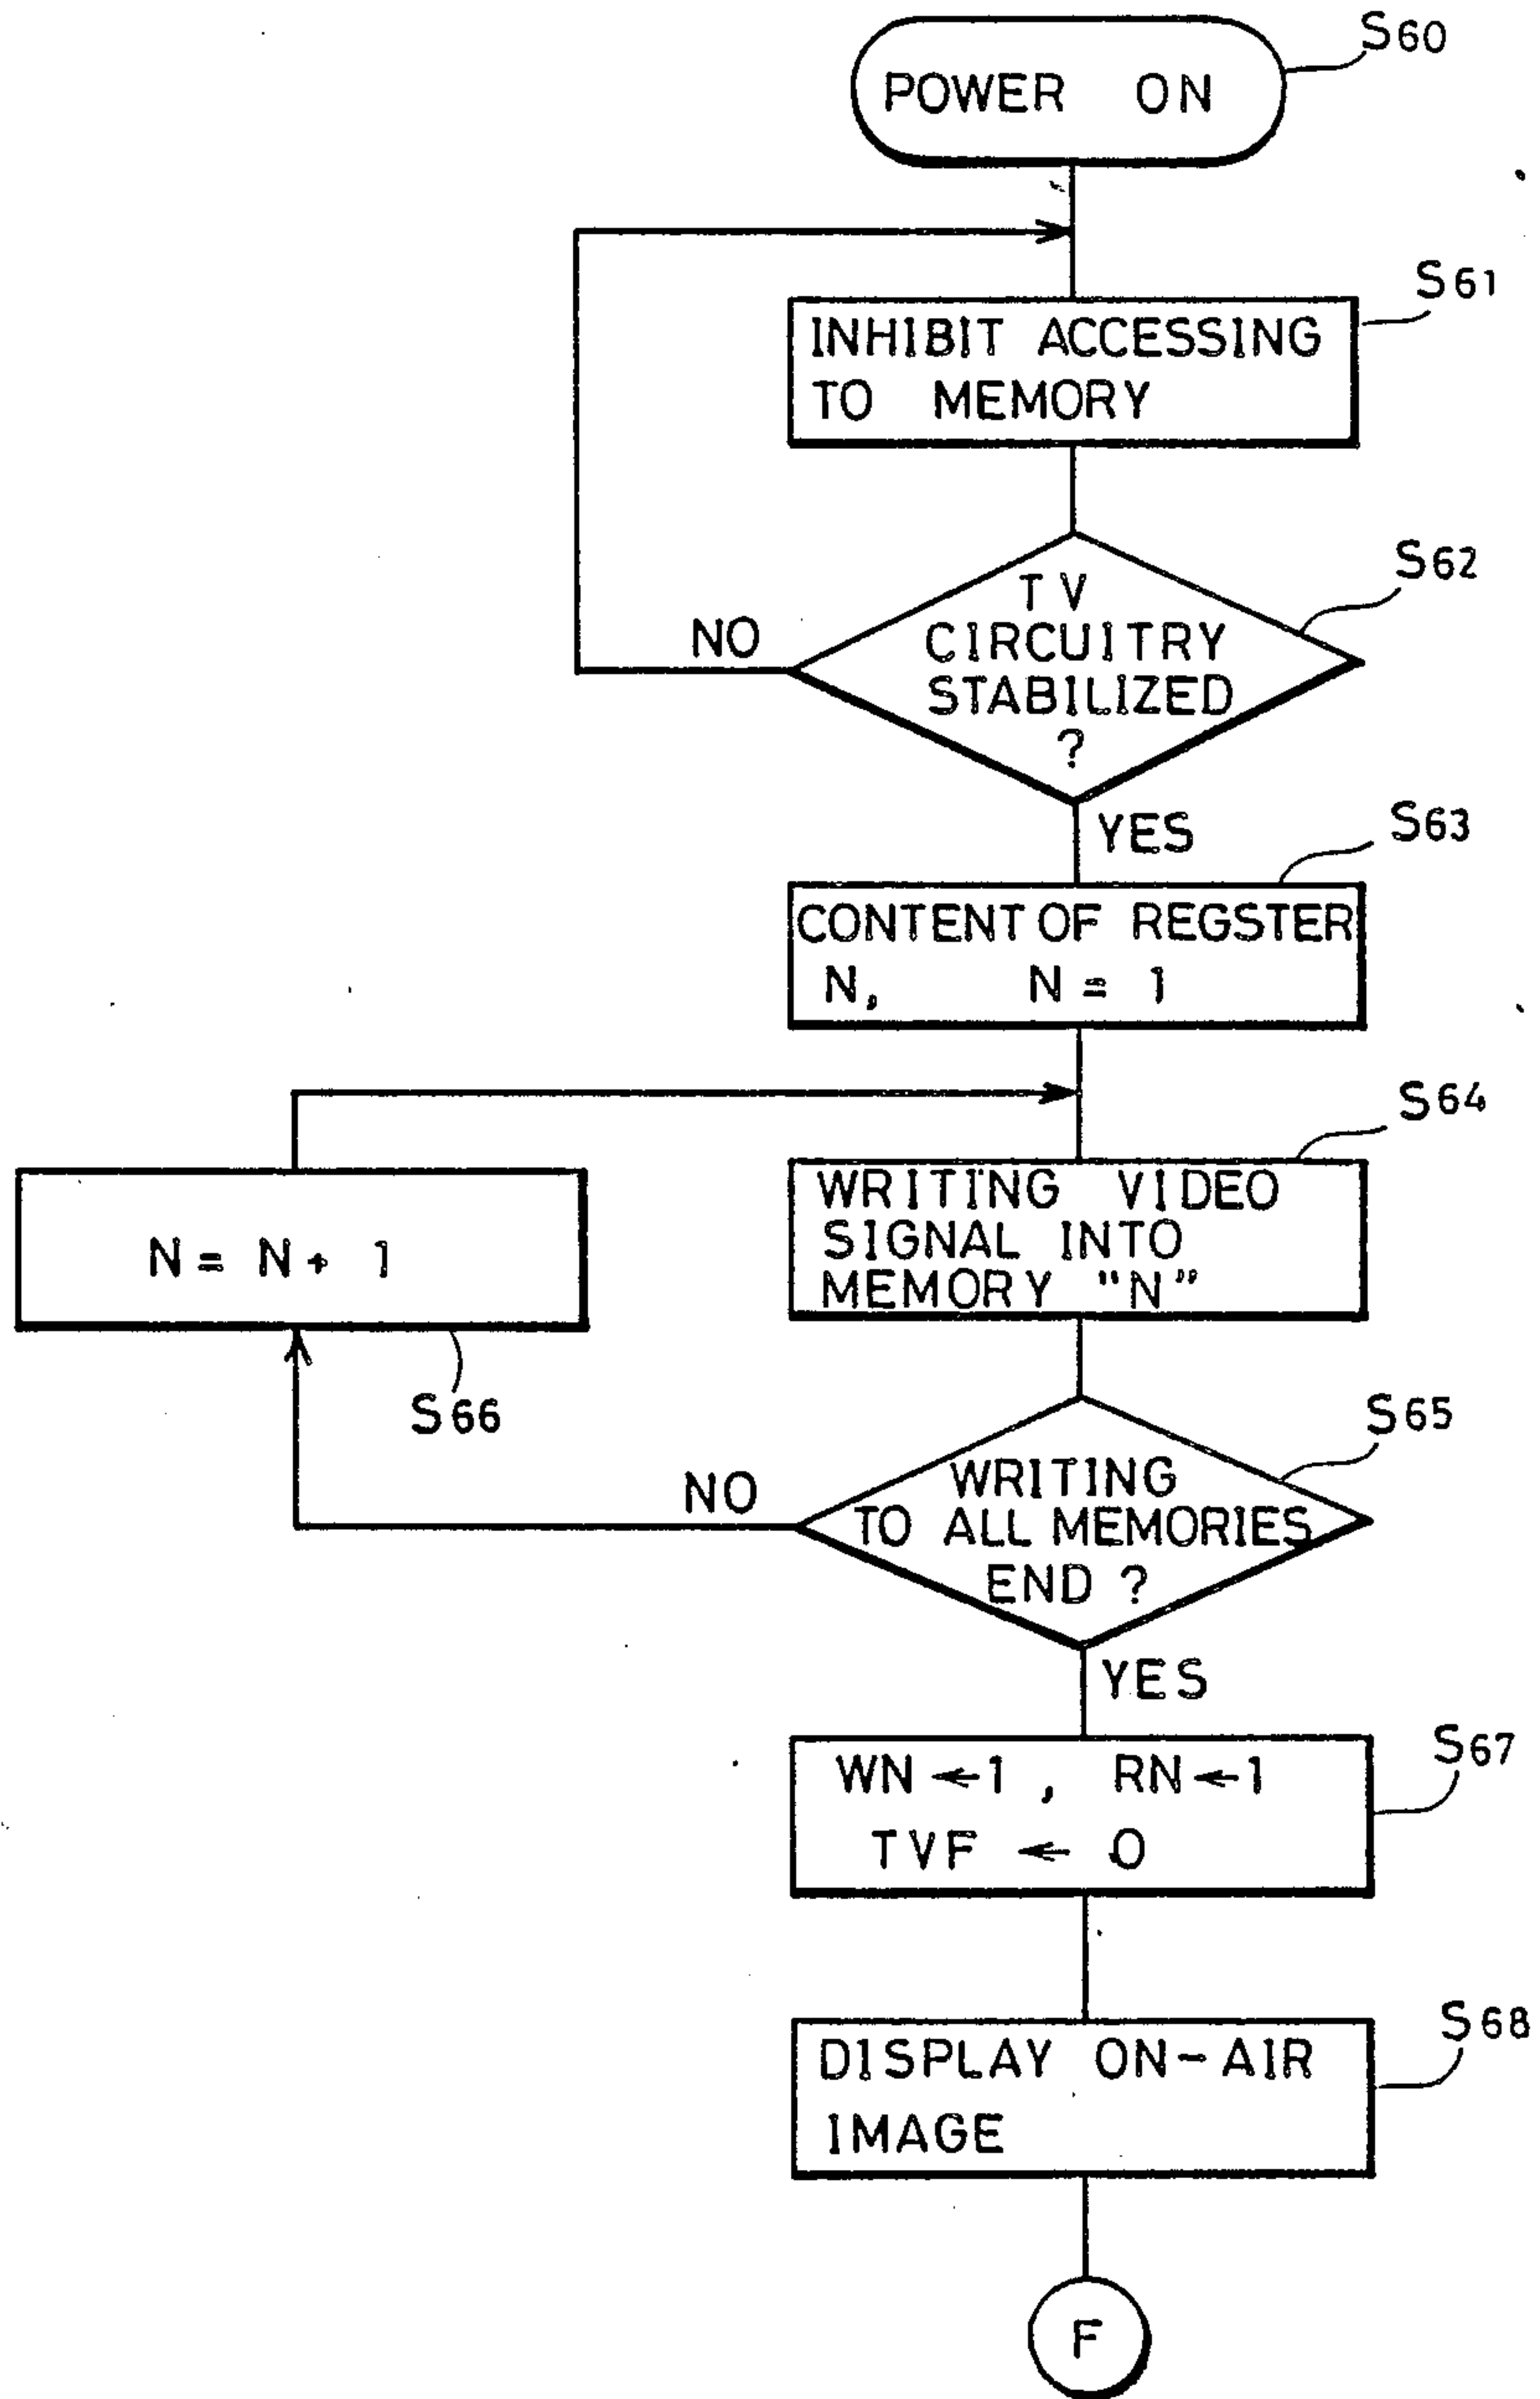 S60
POWER ON
S61
INHIBIT ACCESSING
TO MEMORY
S62
TV
CIRCUITRY
STABILIZED
?
NO
YES
S63
CONTENT OF REGSTER
N, N = 1
S64
WRITING VIDEO
SIGNAL INTO
MEMORY "N"
N = N + 1
S66
S65
WRITING
TO ALL MEMORIES
END ?
NO
YES
S67
WN ← 1 , RN ← 1
TVF ← 0
S68
DISPLAY ON-AIR
IMAGE
F